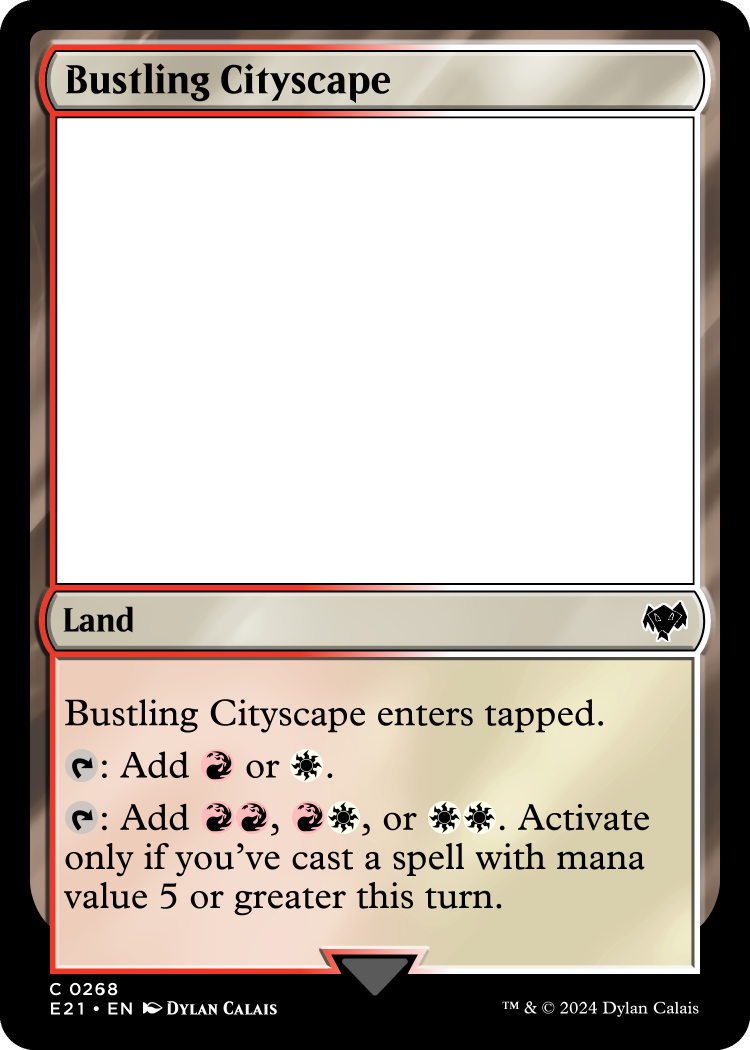 Bustling Cityscape
Land
Bustling Cityscape enters tapped.
: Add or .
: Add , , or . Activate
only if you've cast a spell with mana
value 5 or greater this turn.
C 0268
E21 • EN Dylan Calais
™ & © 2024 Dylan Calais